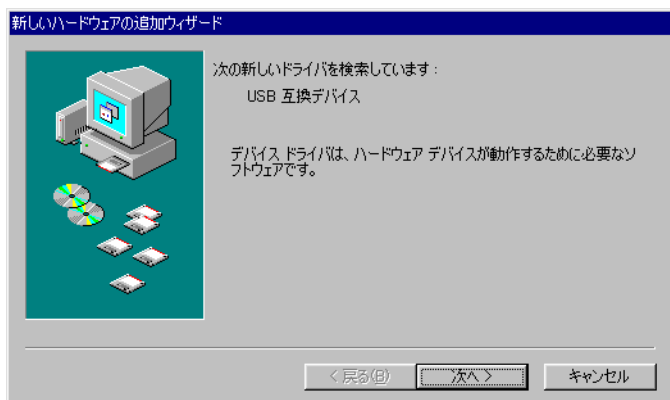 新しいハードウェアの追加ウィザード
次の新しいドライバを検索しています：
USB 互換デバイス
デバイス ドライバは、ハードウェア デバイスが動作するために必要なソ
フトウェアです。
< 戻る(B)
次へ >
キャンセル